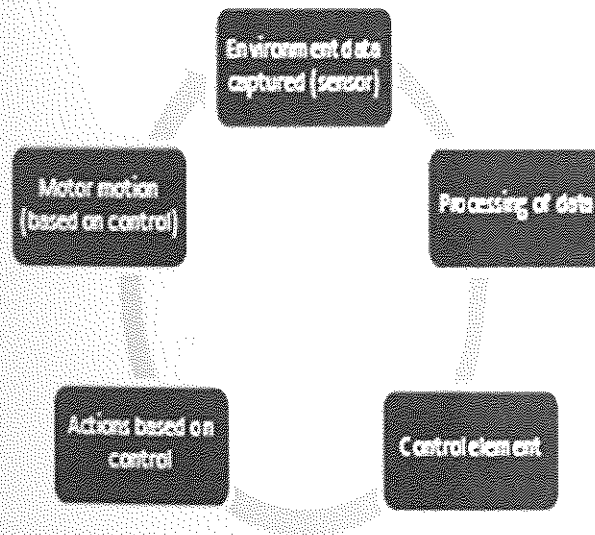 Environment data
captured (sensor)
Processing of data
Control element
Actions based on
control
Motor motion
(based on control)